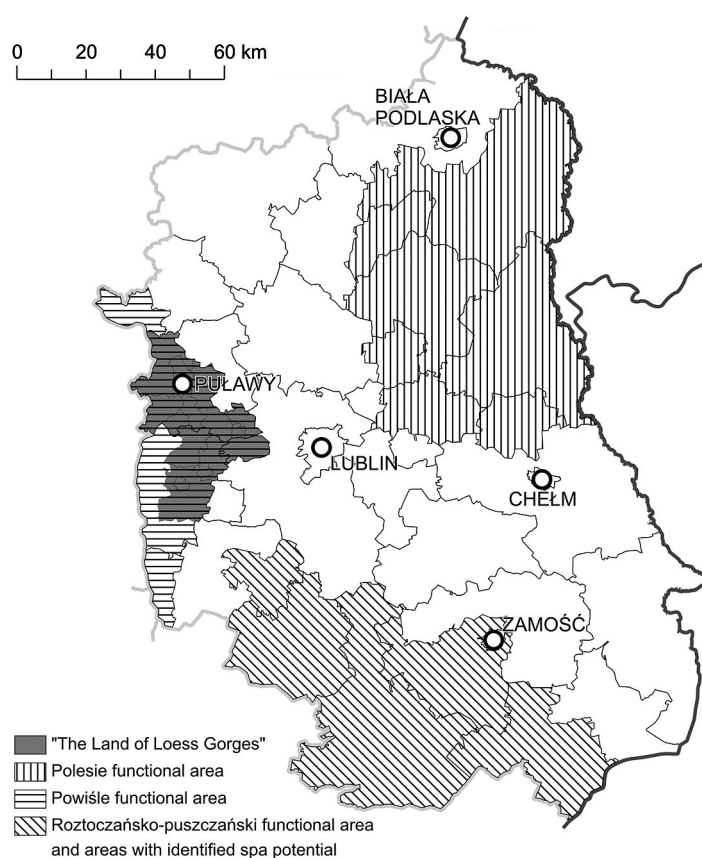 0 20 40 60 km
BIAŁA
PODLASKA
PUŁAWY
LUBLIN
CHEŁM
ZAMOŚĆ
"The Land of Loess Gorges"
Polesie functional area
Powiśle functional area
Roztoczańsko-puszczański functional area
and areas with identified spa potential